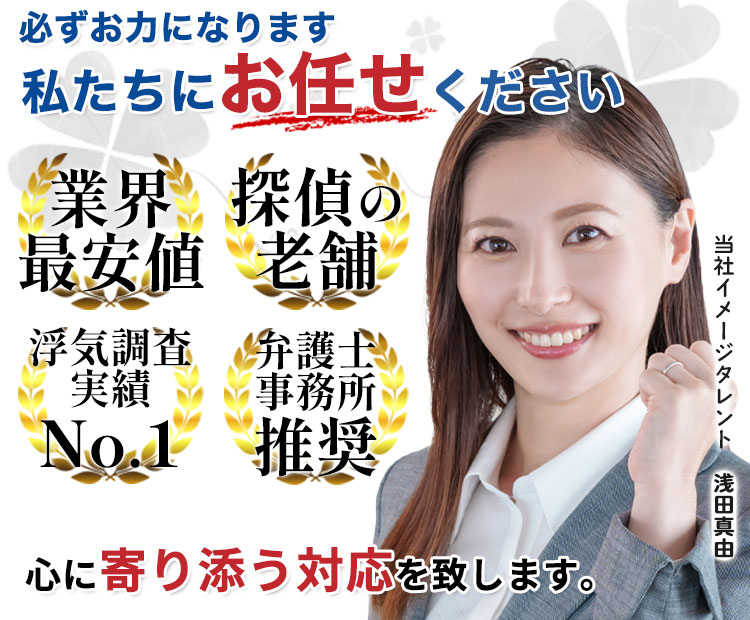 必ずお力になります
私たちにお任せください
業界
最安値
探偵の
老舗
浮気調査
実績
No.1
弁護士
事務所
推奨
当社イメージタレント 浅田真由
心に寄り添う対応を致します。